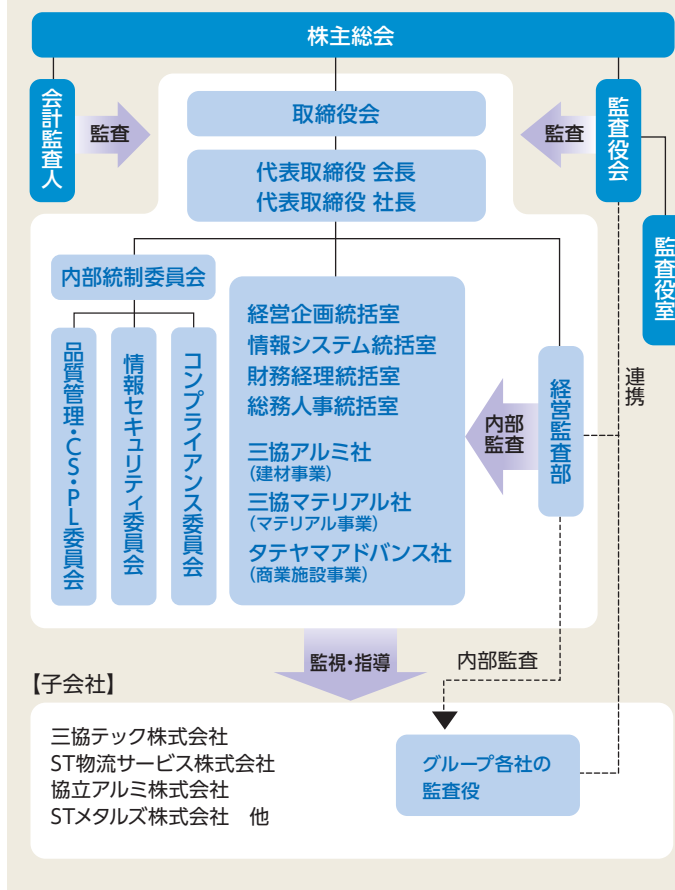 株主総会
会計監査人
監査
取締役会
監査
監査役会
代表取締役 会長
代表取締役 社長
監査役室
内部統制委員会
品質管理・CS・PL委員会
情報セキュリティ委員会
コンプライアンス委員会
経営企画統括室
情報システム統括室
財務経理統括室
総務人事統括室
三協アルミ社
(建材事業)
三協マテリアル社
(マテリアル事業)
タテヤマアドバンス社
(商業施設事業)
内部
監査
経営監査部
連携
監視・指導
内部監査
【子会社】
三協テック株式会社
ST物流サービス株式会社
協立アルミ株式会社
STメタルズ株式会社　他
グループ各社の
監査役